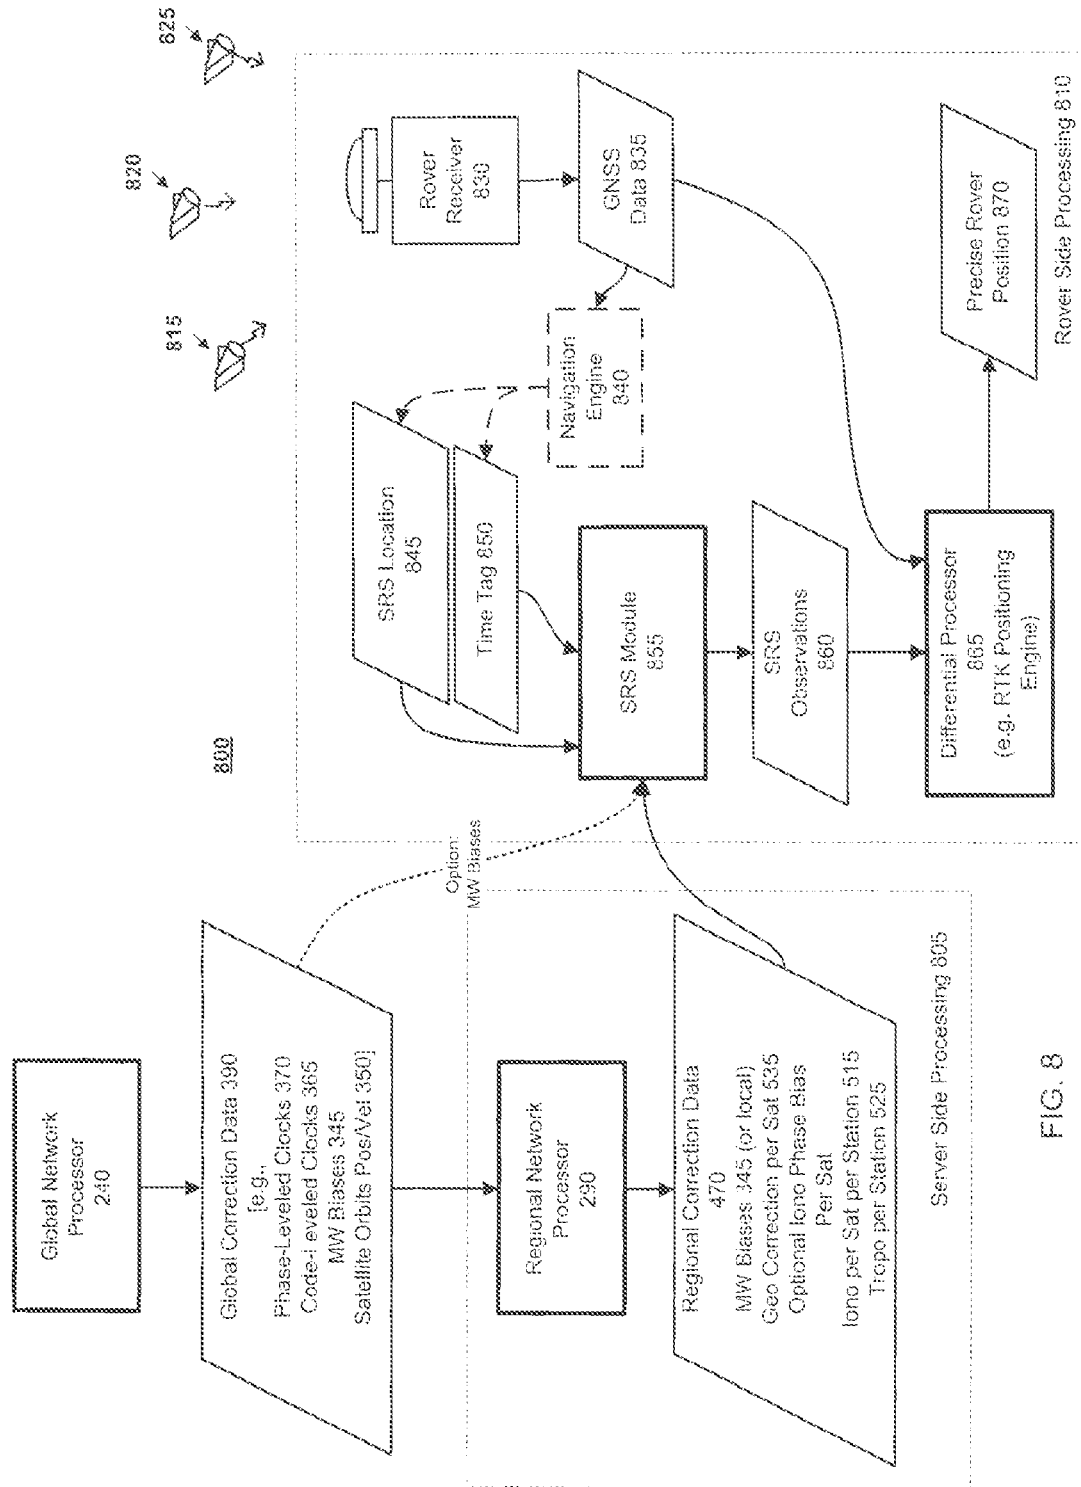 800
Global Network
Processor
240
Global Correction Data 390
[e.g.,
Phase-Leveled Clocks 370
Code-Leveled Clocks 365
MW Biases 345
Satellite Orbits Pos/Vel 350]
Option:
MW Biases
Regional Network
Processor
290
Regional Correction Data
470
MW Biases 345 (or local)
Geo Correction per Sat 535
Optional Iono Phase Bias
Per Sat
Iono per Sat per Station 515
Tropo per Station 525
Server Side Processing 805
815
820
825
Rover
Receiver
830
GNSS
Data 835
Navigation
Engine
840
SRS Location
845
Time Tag 850
SRS Module
855
SRS
Observations
860
Differential Processor
865
(e.g. RTK Positioning
Engine)
Precise Rover
Position 870
Rover Side Processing 810
FIG. 8